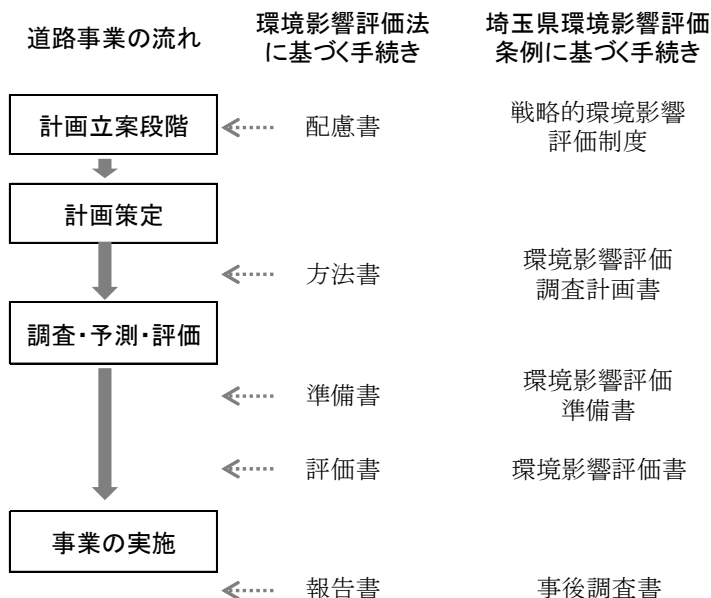 道路事業の流れ
環境影響評価法
に基づく手続き
埼玉県環境影響評価
条例に基づく手続き
計画立案段階
配慮書
戦略的環境影響
評価制度
計画策定
方法書
環境影響評価
調査計画書
調査・予測・評価
準備書
環境影響評価
準備書
評価書
環境影響評価書
事業の実施
報告書
事後調査書